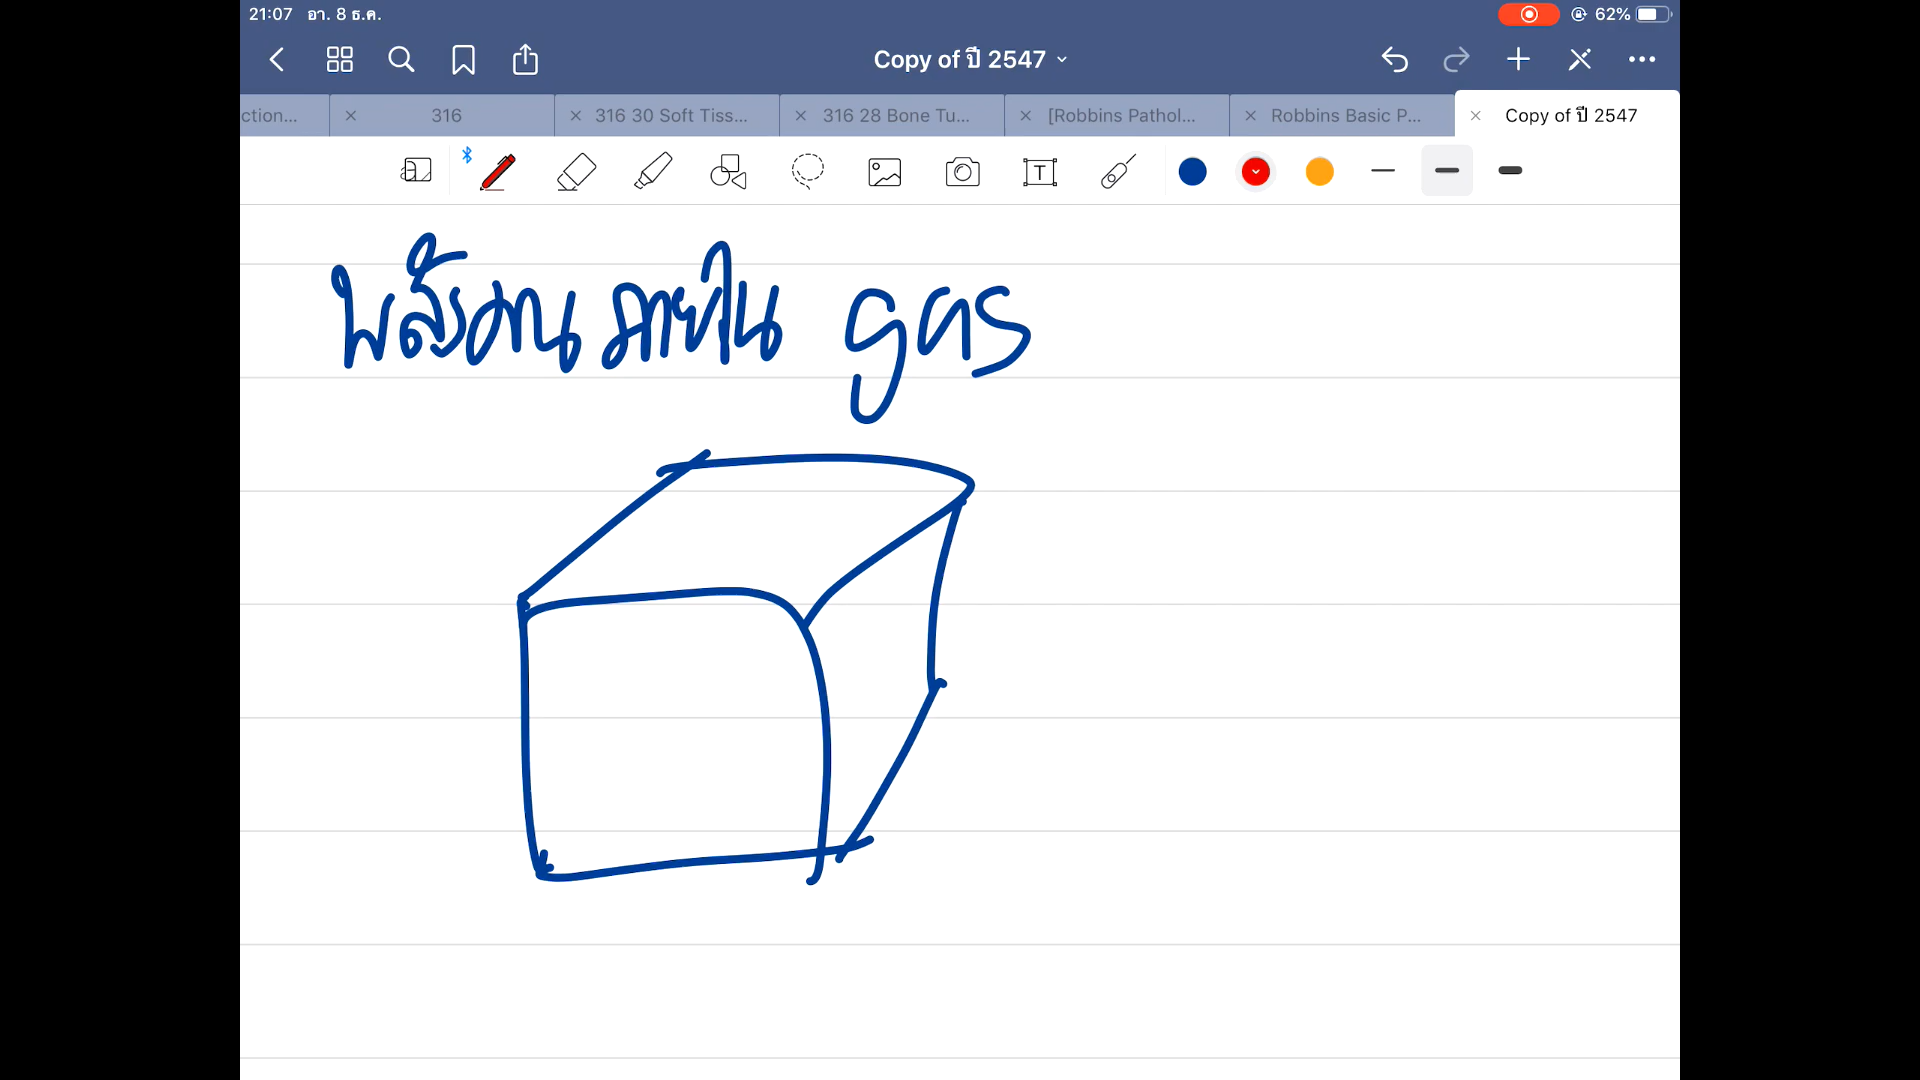 21:07 อา. 8 ธ.ค. 62%
Copy of ปี 2547
ction... 316 316 30 Soft Tiss... 316 28 Bone Tu... [Robbins Pathol... Robbins Basic P... Copy of ปี 2547
พลังงานภายใน gas